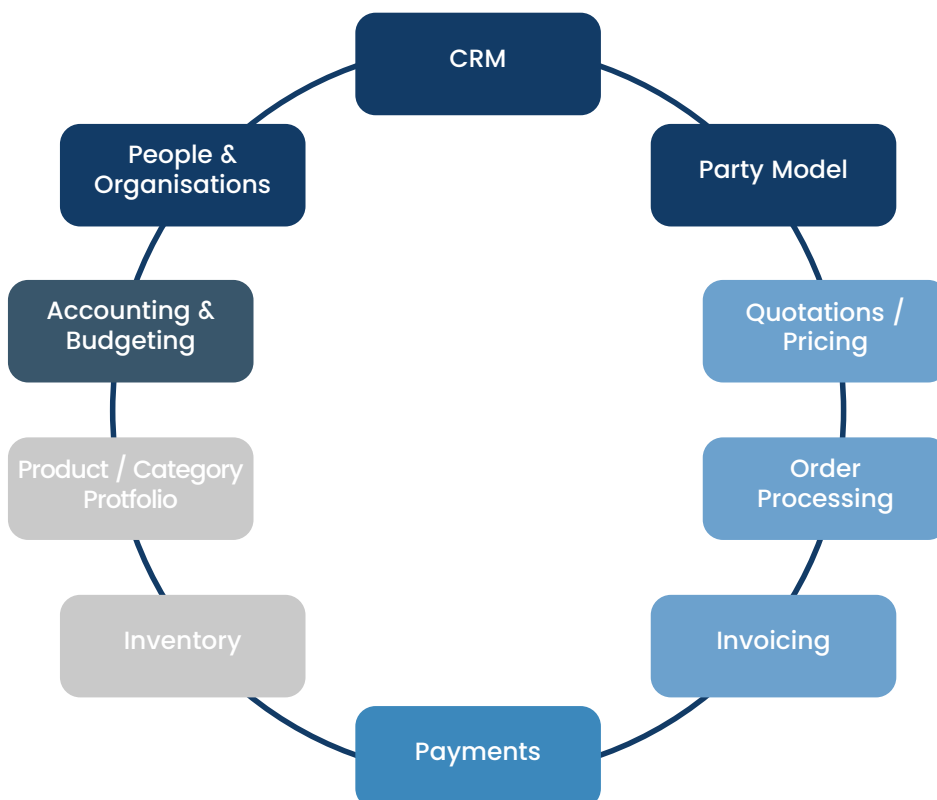 CRM
People &
Organisations
Party Model
Accounting &
Budgeting
Quotations /
Pricing
Product / Category
Protfolio
Order
Processing
Inventory
Invoicing
Payments